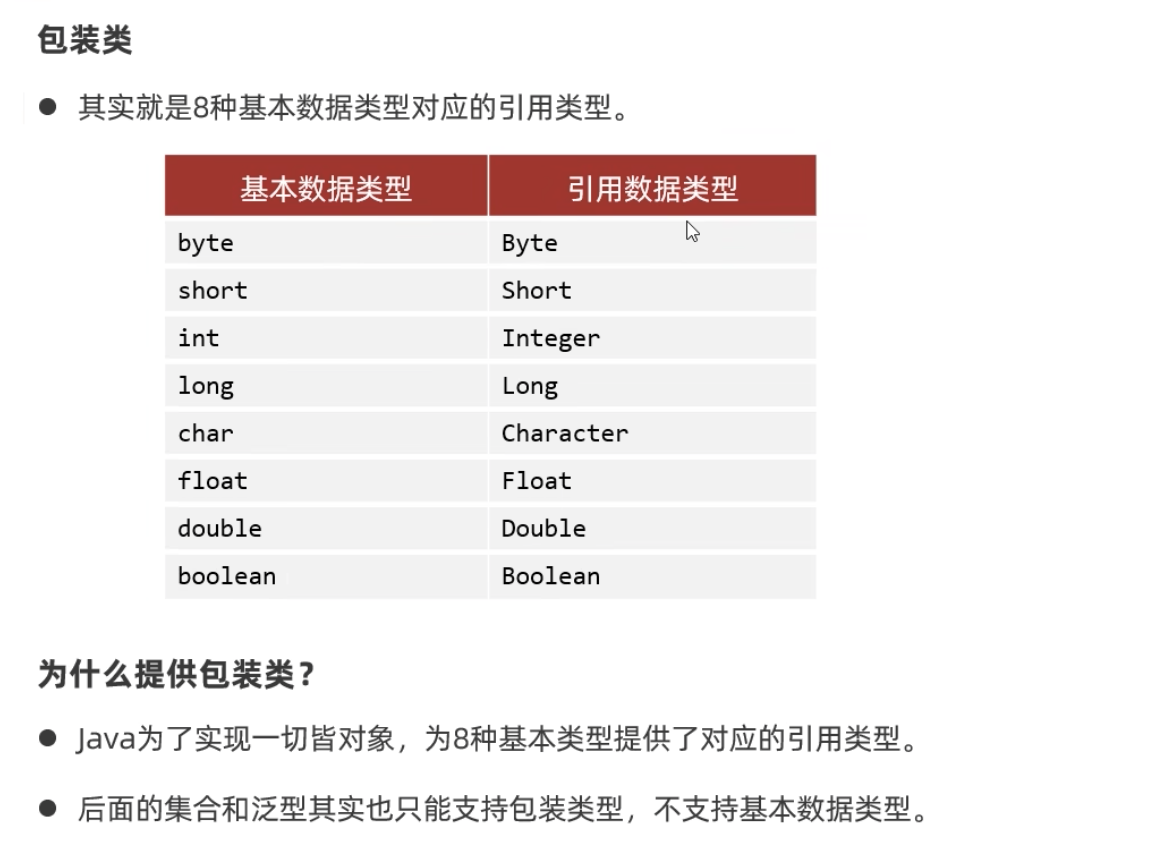 包装类
● 其实就是8种基本数据类型对应的引用类型。
基本数据类型 引用数据类型
byte Byte
short Short
int Integer
long Long
char Character
float Float
double Double
boolean Boolean
为什么提供包装类?
● Java为了实现一切皆对象，为8种基本类型提供了对应的引用类型。
● 后面的集合和泛型其实也只能支持包装类型，不支持基本数据类型。